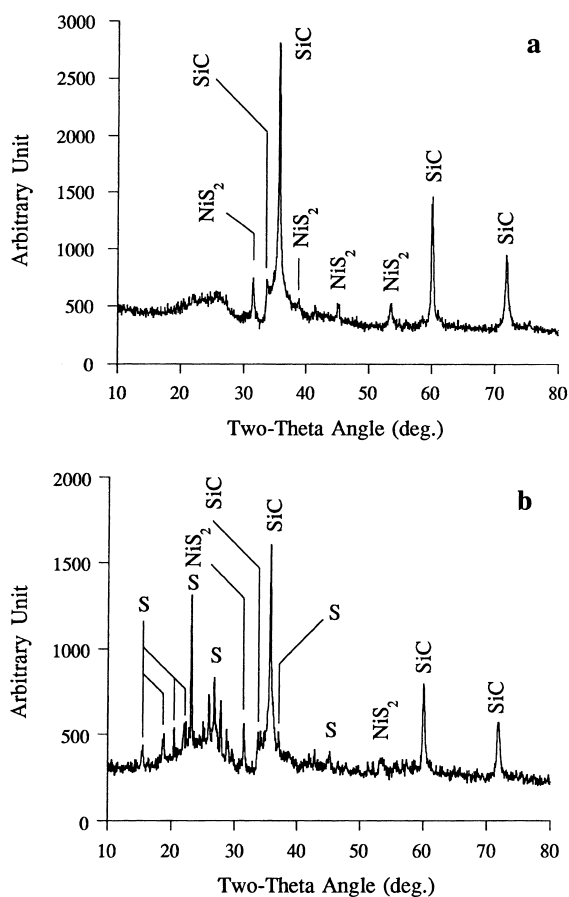 a
3000
2500
2000
1500
1000
500
0
Arbitrary Unit
SiC
SiC
NiS2
NiS2
NiS2
NiS2
SiC
SiC
10 20 30 40 50 60 70 80
Two-Theta Angle (deg.)
b
2000
1500
1000
500
0
Arbitrary Unit
S
NiS2
S
SiC
S
SiC
S
S
NiS2
SiC
SiC
10 20 30 40 50 60 70 80
Two-Theta Angle (deg.)